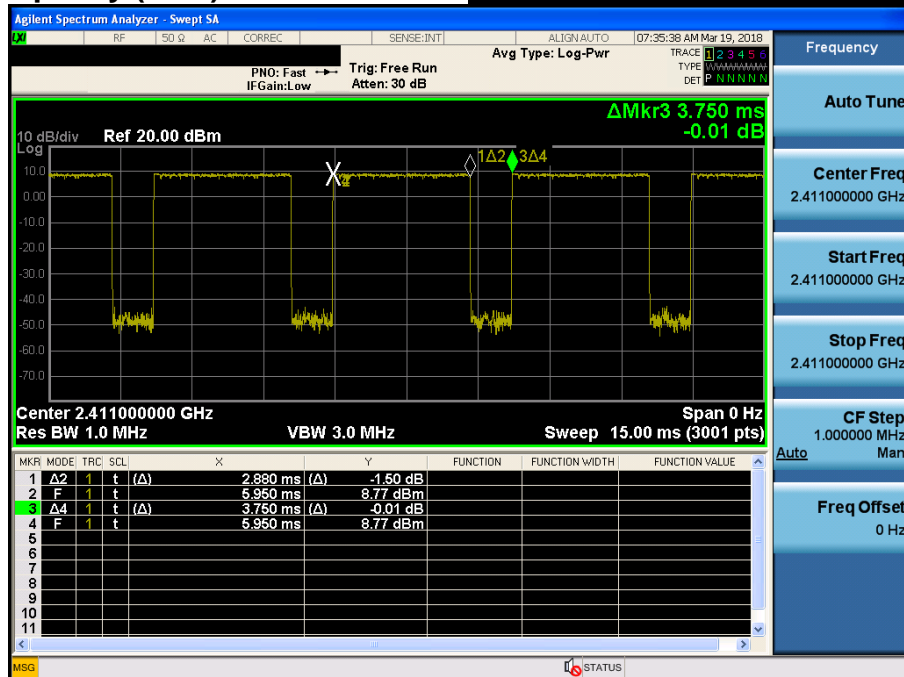 Agilent Spectrum Analyzer - Swept SA
LXI RF 50 Ω AC CORREC SENSE:INT ALIGN AUTO 07:35:38 AM Mar 19, 2018
PNO: Fast Trig: Free Run Avg Type: Log-Pwr TRACE 1 2 3 4 5 6
IFGain:Low Atten: 30 dB TYPE WWWWWW
DET P N N N N N
ΔMkr3 3.750 ms
-0.01 dB
10 dB/div Ref 20.00 dBm
Log
10.0
0.00
-10.0
-20.0
-30.0
-40.0
-50.0
-60.0
-70.0
X 4 1Δ2 3Δ4
Center 2.411000000 GHz Span 0 Hz
Res BW 1.0 MHz VBW 3.0 MHz Sweep 15.00 ms (3001 pts)
MKR MODE TRC SCL X Y FUNCTION FUNCTION WIDTH FUNCTION VALUE
1 Δ2 1 t (Δ) 2.880 ms (Δ) -1.50 dB
2 F 1 t 5.950 ms 8.77 dBm
3 Δ4 1 t (Δ) 3.750 ms (Δ) -0.01 dB
4 F 1 t 5.950 ms 8.77 dBm
5
6
7
8
9
10
11
MSG STATUS
Frequency
Auto Tune
Center Freq
2.411000000 GHz
Start Freq
2.411000000 GHz
Stop Freq
2.411000000 GHz
CF Step
1.000000 MHz
Auto Man
Freq Offset
0 Hz